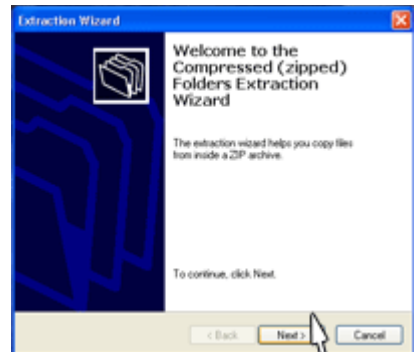 Extraction Wizard
Welcome to the
Compressed (zipped)
Folders Extraction
Wizard
The extraction wizard helps you copy files
from inside a ZIP archive.
To continue, click Next.
< Back
Next >
Cancel